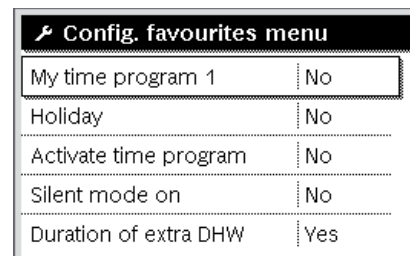 Config. favourites menu
My time program 1 No
Holiday No
Activate time program No
Silent mode on No
Duration of extra DHW Yes